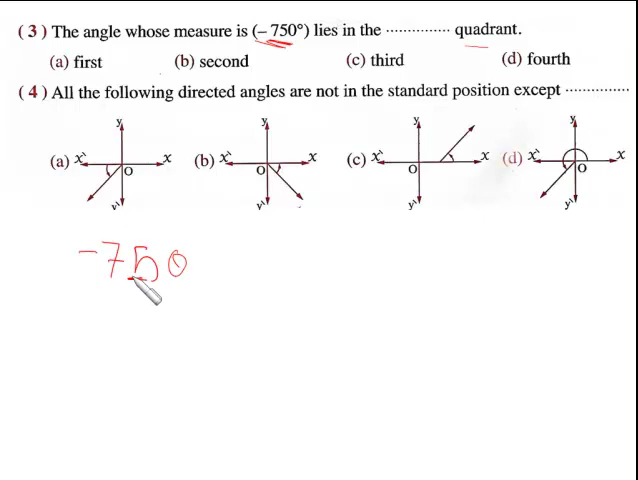 (3) The angle whose measure is (– 750°) lies in the ............... quadrant.
(a) first (b) second (c) third (d) fourth
(4) All the following directed angles are not in the standard position except ...............
y y y y
(a) x' x (b) x' x (c) x' x (d) x' x
O O O O
y' y' y' y'
-750